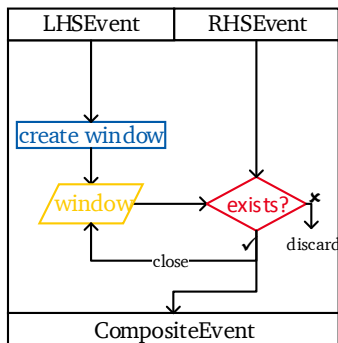 LHSEvent RHSEvent
create window
window exists? ✘
✓ discard
close
CompositeEvent